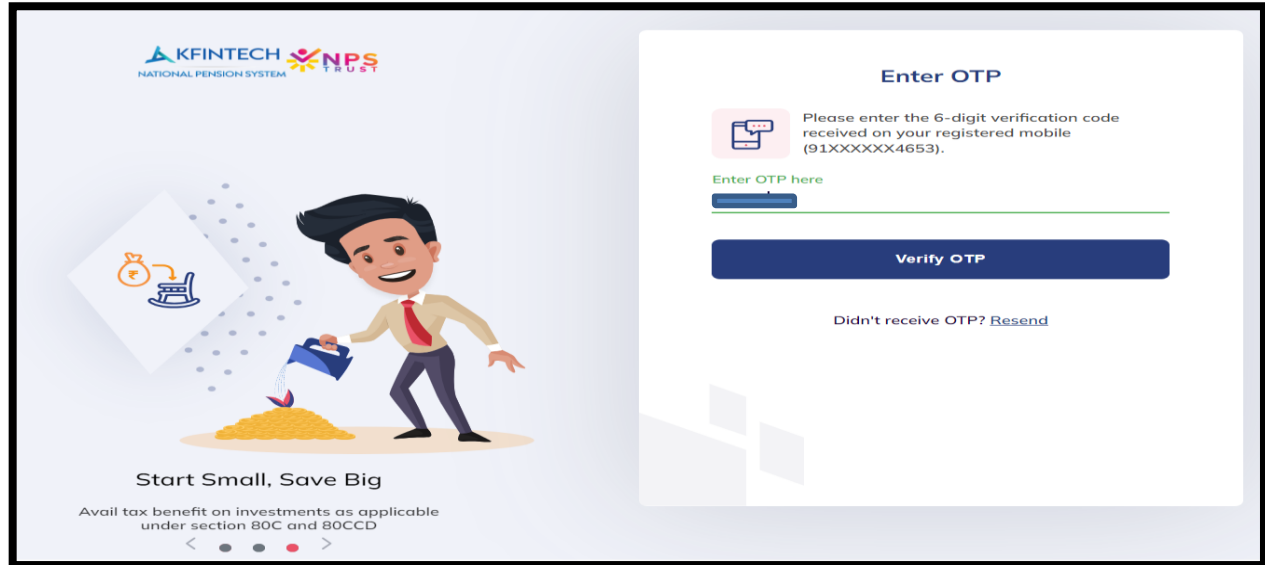 KFINTECH
NATIONAL PENSION SYSTEM
NPS
TRUST
Start Small, Save Big
Avail tax benefit on investments as applicable
under section 80C and 80CCD
Enter OTP
Please enter the 6-digit verification code
received on your registered mobile
(91XXXXXX4653).
Enter OTP here
Verify OTP
Didn't receive OTP? Resend